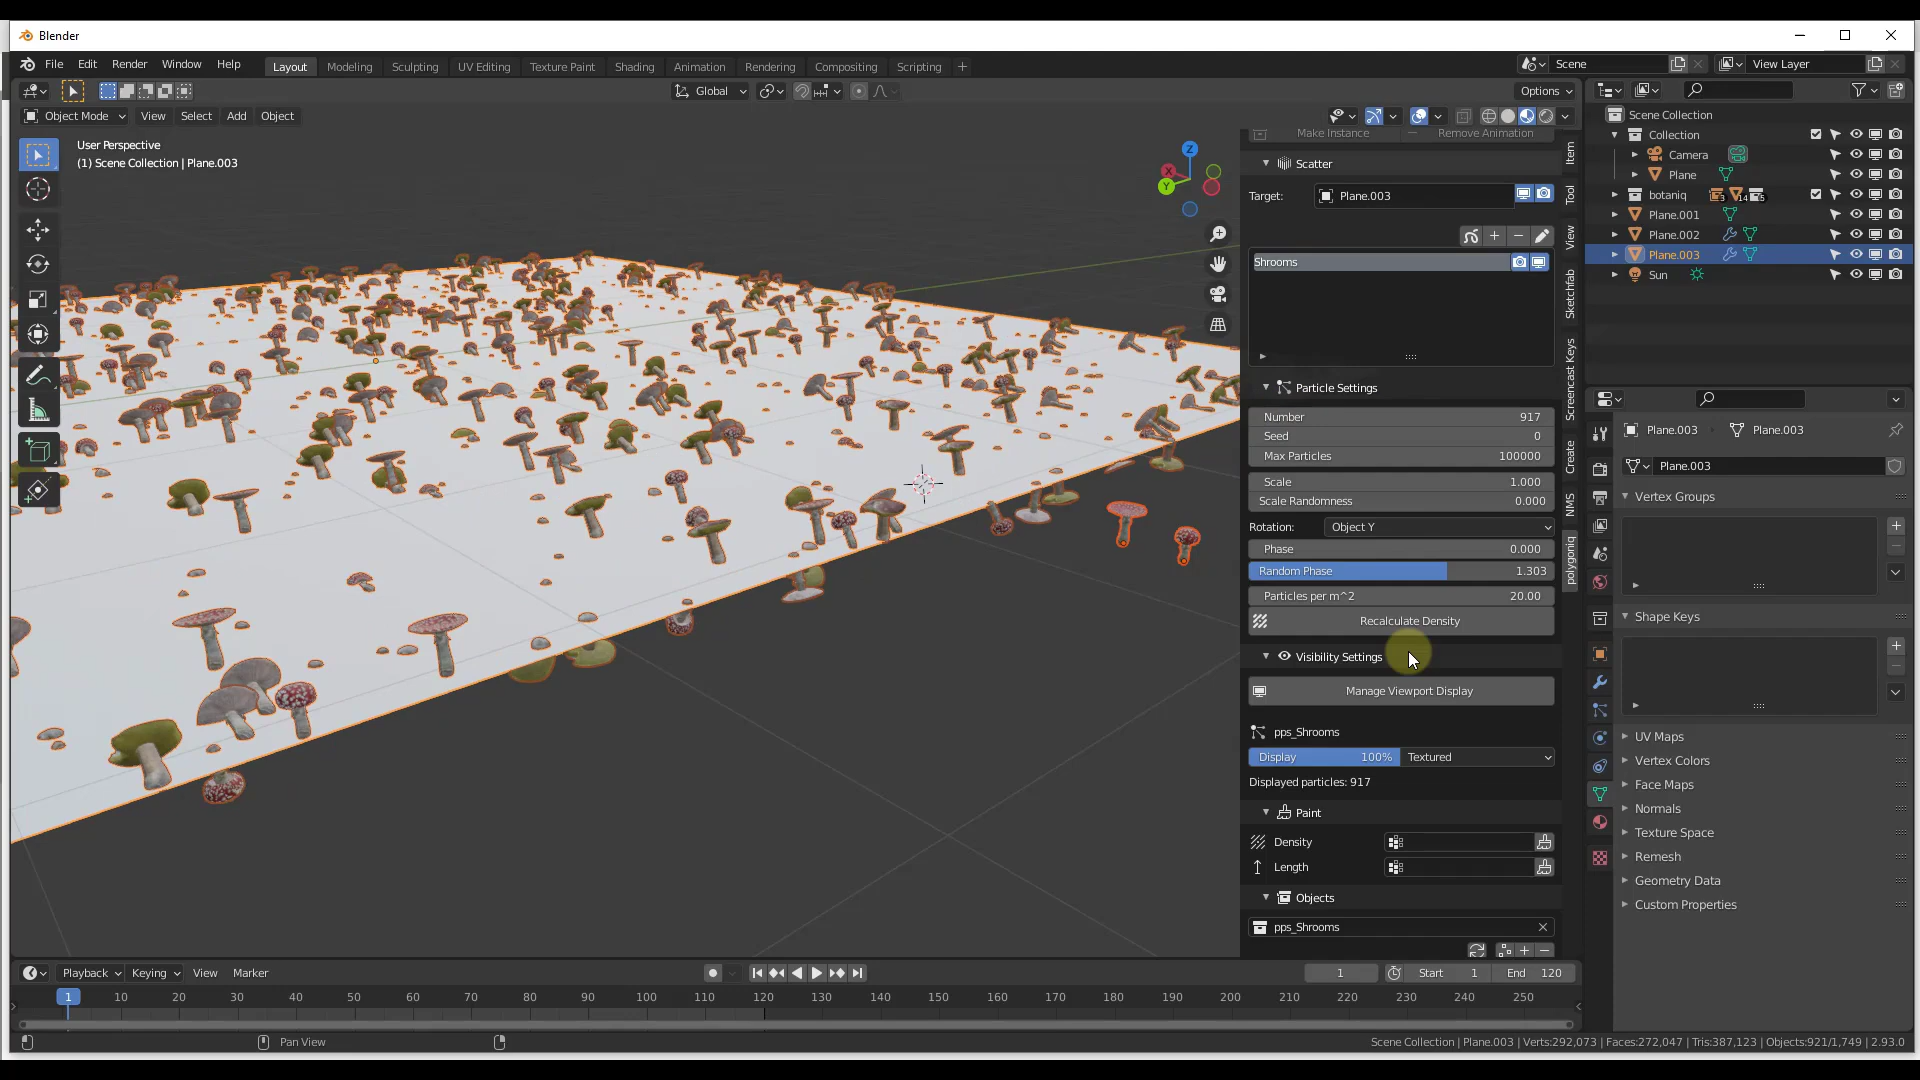 Blender
File Edit Render Window Help
Layout Modeling Sculpting UV Editing Texture Paint Shading Animation Rendering Compositing Scripting +
Scene
View Layer
Global
Options
Object Mode View Select Add Object
User Perspective
(1) Scene Collection | Plane.003
Z
X
Y
Make Instance
Remove Animation
Scatter
Target: Plane.003
Shrooms
Particle Settings
Number 917
Seed 0
Max Particles 100000
Scale 1.000
Scale Randomness 0.000
Rotation: Object Y
Phase 0.000
Random Phase 1.303
Particles per m^2 20.00
Recalculate Density
Visibility Settings
Manage Viewport Display
pps_Shrooms
Display 100% Textured
Displayed particles: 917
Paint
Density
Length
Objects
pps_Shrooms
Item
Tool
View
Sketchfab
Screencast Keys
Create
NMS
polygoniq
Scene Collection
Collection
Camera
Plane
botaniq 3 14 5
Plane.001
Plane.002
Plane.003
Sun
Plane.003 Plane.003
Plane.003
Vertex Groups
Shape Keys
UV Maps
Vertex Colors
Face Maps
Normals
Texture Space
Remesh
Geometry Data
Custom Properties
Playback Keying View Marker
1
Start 1
End 120
1 10 20 30 40 50 60 70 80 90 100 110 120 130 140 150 160 170 180 190 200 210 220 230 240 250
Pan View
Scene Collection | Plane.003 | Verts:292,073 | Faces:272,047 | Tris:387,123 | Objects:921/1,749 | 2.93.0